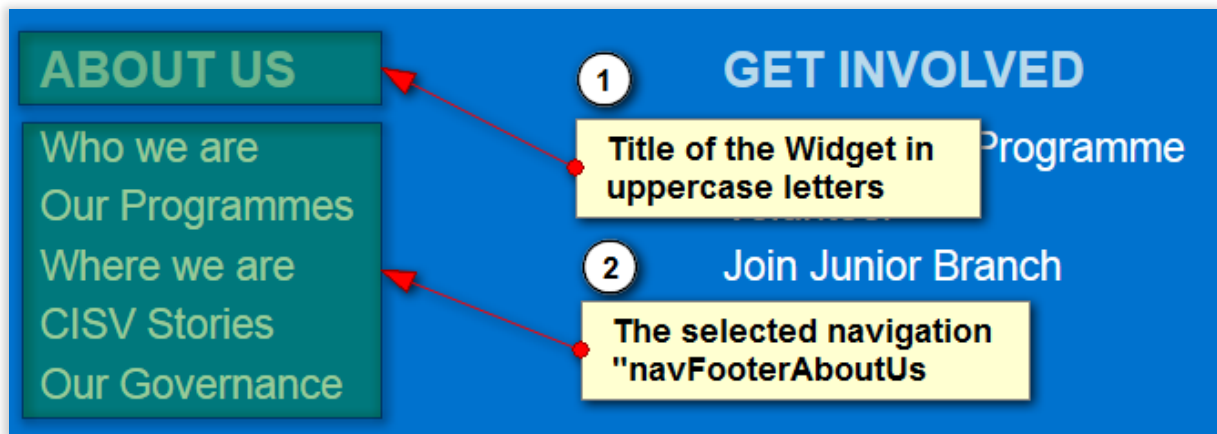 ABOUT US
Who we are
Our Programmes
Where we are
CISV Stories
Our Governance
1
Title of the Widget in
uppercase letters
2
The selected navigation
"navFooterAboutUs
GET INVOLVED
Programme
Join Junior Branch